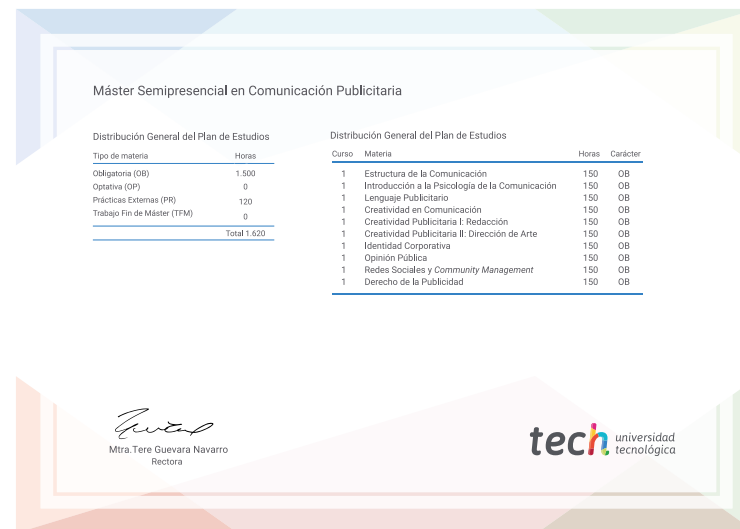 Máster Semipresencial en Comunicación Publicitaria
Distribución General del Plan de Estudios
Tipo de materia Horas
Obligatoria (OB) 1.500
Optativa (OP) 0
Prácticas Externas (PR) 120
Trabajo Fin de Máster (TFM) 0
Total 1.620
Distribución General del Plan de Estudios
Curso Materia Horas Carácter
1 Estructura de la Comunicación 150 OB
1 Introducción a la Psicología de la Comunicación 150 OB
1 Lenguaje Publicitario 150 OB
1 Creatividad en Comunicación 150 OB
1 Creatividad Publicitaria I: Redacción 150 OB
1 Creatividad Publicitaria II: Dirección de Arte 150 OB
1 Identidad Corporativa 150 OB
1 Opinión Pública 150 OB
1 Redes Sociales y Community Management 150 OB
1 Derecho de la Publicidad 150 OB
Mtra.Tere Guevara Navarro
Rectora
tech universidad
tecnológica